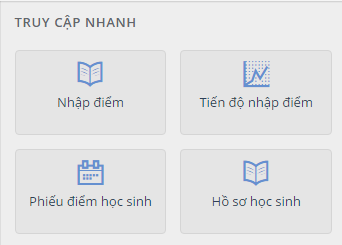 TRUY CẬP NHANH
Nhập điểm
Tiến độ nhập điểm
Phiếu điểm học sinh
Hồ sơ học sinh